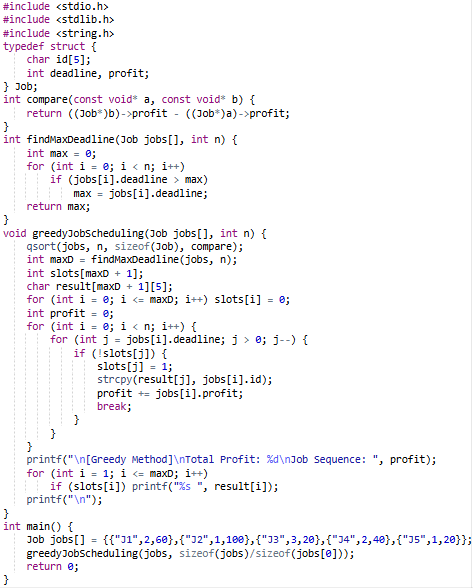 #include <stdio.h>
#include <stdlib.h>
#include <string.h>
typedef struct {
    char id[5];
    int deadline, profit;
} Job;
int compare(const void* a, const void* b) {
    return ((Job*)b)->profit - ((Job*)a)->profit;
}
int findMaxDeadline(Job jobs[], int n) {
    int max = 0;
    for (int i = 0; i < n; i++)
        if (jobs[i].deadline > max)
            max = jobs[i].deadline;
    return max;
}
void greedyJobScheduling(Job jobs[], int n) {
    qsort(jobs, n, sizeof(Job), compare);
    int maxD = findMaxDeadline(jobs, n);
    int slots[maxD + 1];
    char result[maxD + 1][5];
    for (int i = 0; i <= maxD; i++) slots[i] = 0;
    int profit = 0;
    for (int i = 0; i < n; i++) {
        for (int j = jobs[i].deadline; j > 0; j--) {
            if (!slots[j]) {
                slots[j] = 1;
                strcpy(result[j], jobs[i].id);
                profit += jobs[i].profit;
                break;
            }
        }
    }
    printf("\n[Greedy Method]\nTotal Profit: %d\nJob Sequence: ", profit);
    for (int i = 1; i <= maxD; i++)
        if (slots[i]) printf("%s ", result[i]);
    printf("\n");
}
int main() {
    Job jobs[] = {{"J1",2,60},{"J2",1,100},{"J3",3,20},{"J4",2,40},{"J5",1,20}};
    greedyJobScheduling(jobs, sizeof(jobs)/sizeof(jobs[0]));
    return 0;
}